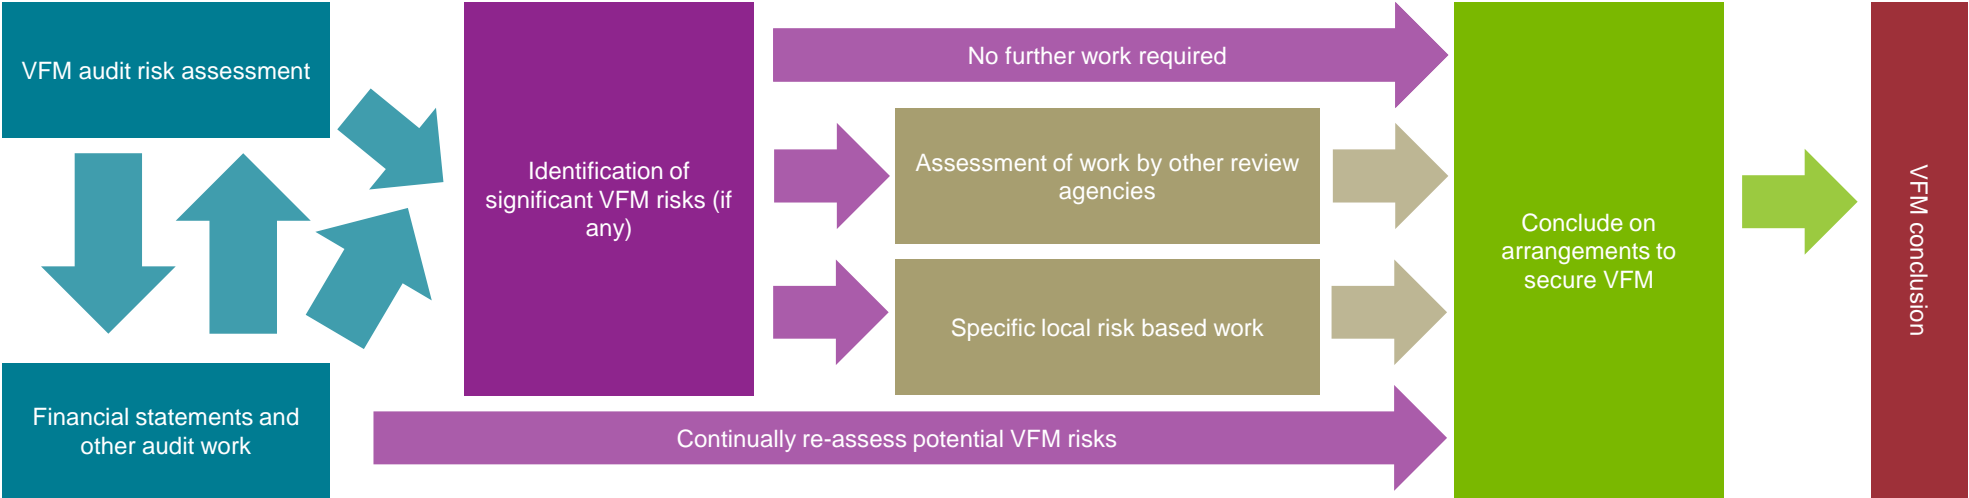 VFM audit risk assessment
Financial statements and
other audit work
Identification of
significant VFM risks (if
any)
No further work required
Assessment of work by other review
agencies
Specific local risk based work
Continually re-assess potential VFM risks
Conclude on
arrangements to
secure VFM
VFM conclusion